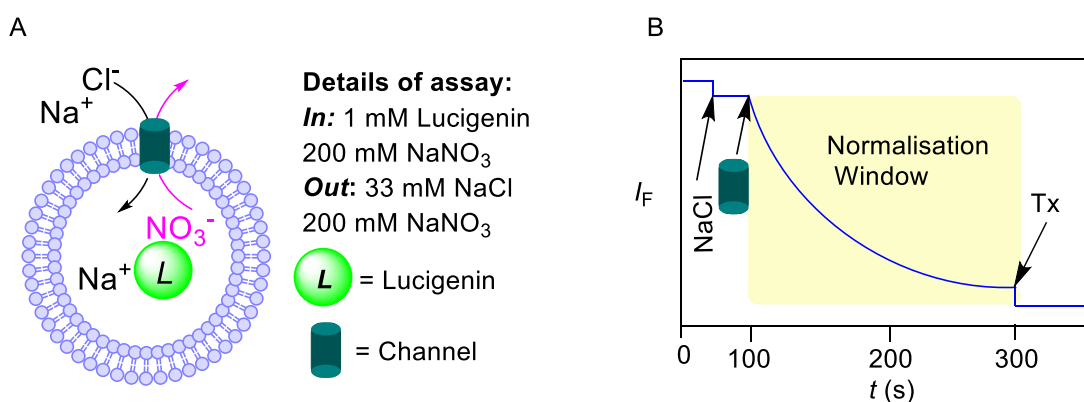 A
Cl-
Na+
NO3-
Na+
L
Details of assay:
In: 1 mM Lucigenin
200 mM NaNO3
Out: 33 mM NaCl
200 mM NaNO3
L = Lucigenin
= Channel
B
IF
NaCl
Normalisation
Window
Tx
0 100 200 300
t (s)